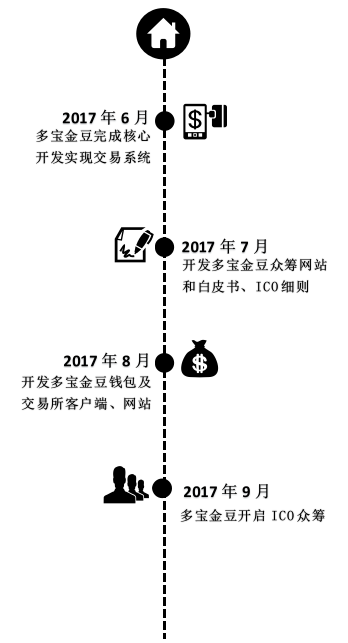 2017 年 6 月
多宝金豆完成核心
开发实现交易系统
2017 年 7 月
开发多宝金豆众筹网站
和白皮书、ICO细则
2017 年 8 月
开发多宝金豆钱包及
交易所客户端、网站
2017 年 9 月
多宝金豆开启 ICO众筹